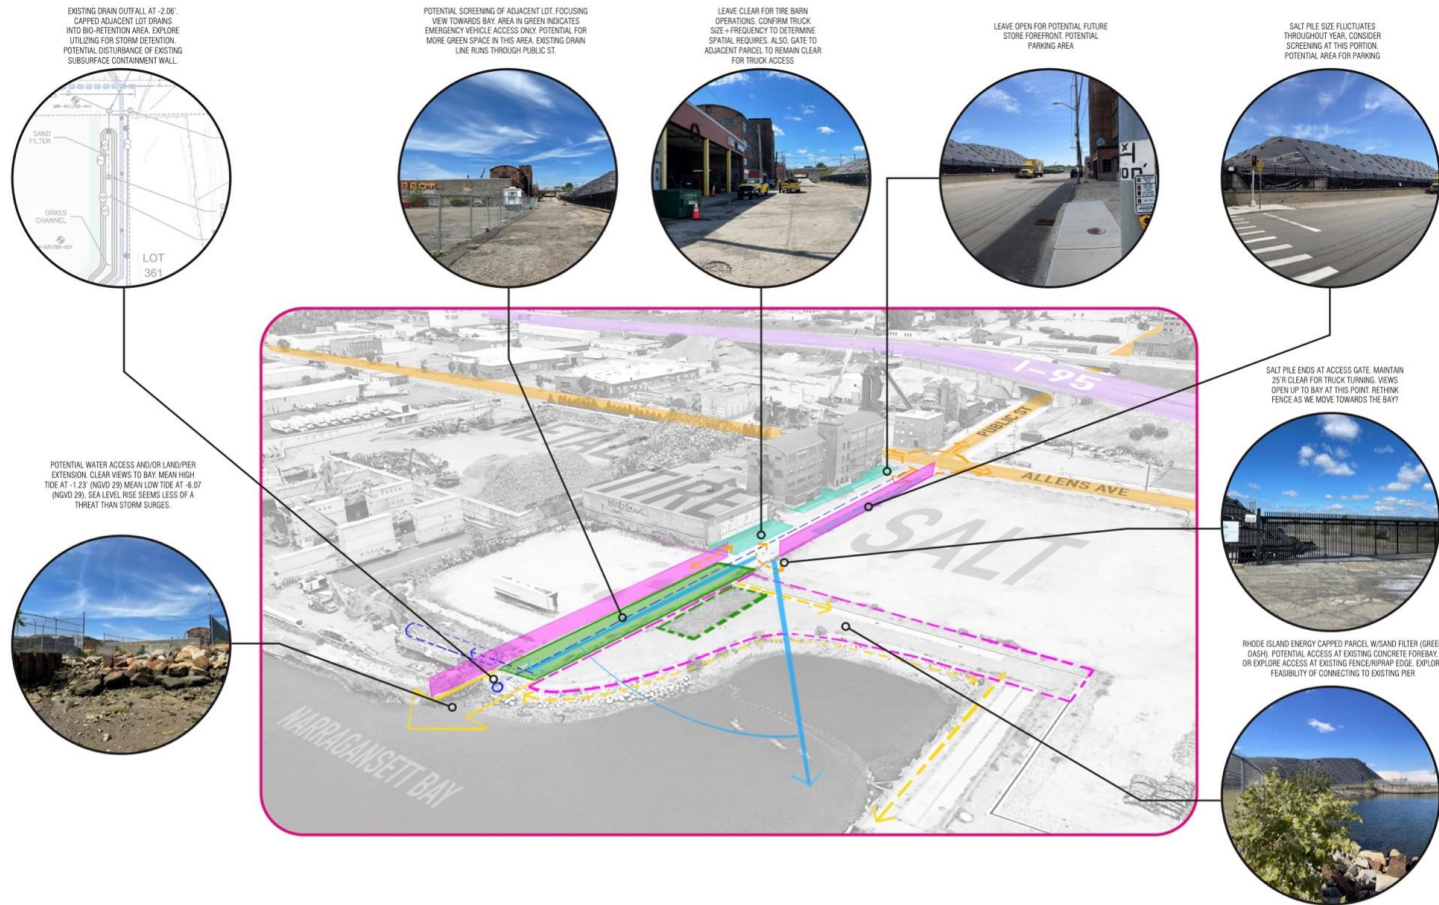 EXISTING DRAIN OUTFALL AT -2.06'.
CAPPED ADJACENT LOT DRAINS
INTO BIO-RETENTION AREA. EXPLORE
UTILIZING FOR STORM DETENTION.
POTENTIAL DISTURBANCE OF EXISTING
SUBSURFACE CONTAINMENT WALL.
POTENTIAL SCREENING OF ADJACENT LOT. FOCUSING
VIEW TOWARDS BAY. AREA IN GREEN INDICATES
EMERGENCY VEHICLE ACCESS ONLY. POTENTIAL FOR
MORE GREEN SPACE IN THIS AREA. EXISTING DRAIN
LINE RUNS THROUGH PUBLIC ST.
LEAVE CLEAR FOR TIRE BARN
OPERATIONS. CONFIRM TRUCK
SIZE+FREQUENCY TO DETERMINE
SPATIAL REQUIRES. ALSO, GATE TO
ADJACENT PARCEL TO REMAIN CLEAR
FOR TRUCK ACCESS
LEAVE OPEN FOR POTENTIAL FUTURE
STORE FOREFRONT. POTENTIAL
PARKING AREA
SALT PILE SIZE FLUCTUATES
THROUGHOUT YEAR, CONSIDER
SCREENING AT THIS PORTION.
POTENTIAL AREA FOR PARKING
SAND
FILTER
GRASS
CHANNEL
LOT
361
I-95
PUBLIC ST
ALLENS AVE
METAL
TIRE
SALT
NARRAGANSETT BAY
SALT PILE ENDS AT ACCESS GATE. MAINTAIN
25'R CLEAR FOR TRUCK TURNING. VIEWS
OPEN UP TO BAY AT THIS POINT. RETHINK
FENCE AS WE MOVE TOWARDS THE BAY?
POTENTIAL WATER ACCESS AND/OR LAND/PIER
EXTENSION. CLEAR VIEWS TO BAY. MEAN HIGH
TIDE AT -1.23' (NGVD 29) MEAN LOW TIDE AT -6.07
(NGVD 29). SEA LEVEL RISE SEEMS LESS OF A
THREAT THAN STORM SURGES.
RHODE ISLAND ENERGY CAPPED PARCEL W/SAND FILTER (GREE
DASH). POTENTIAL ACCESS AT EXISTING CONCRETE FOREBAY,
OR EXPLORE ACCESS AT EXISTING FENCE/RIPRAP EDGE. EXPLOR
FEASIBILITY OF CONNECTING TO EXISTING PIER